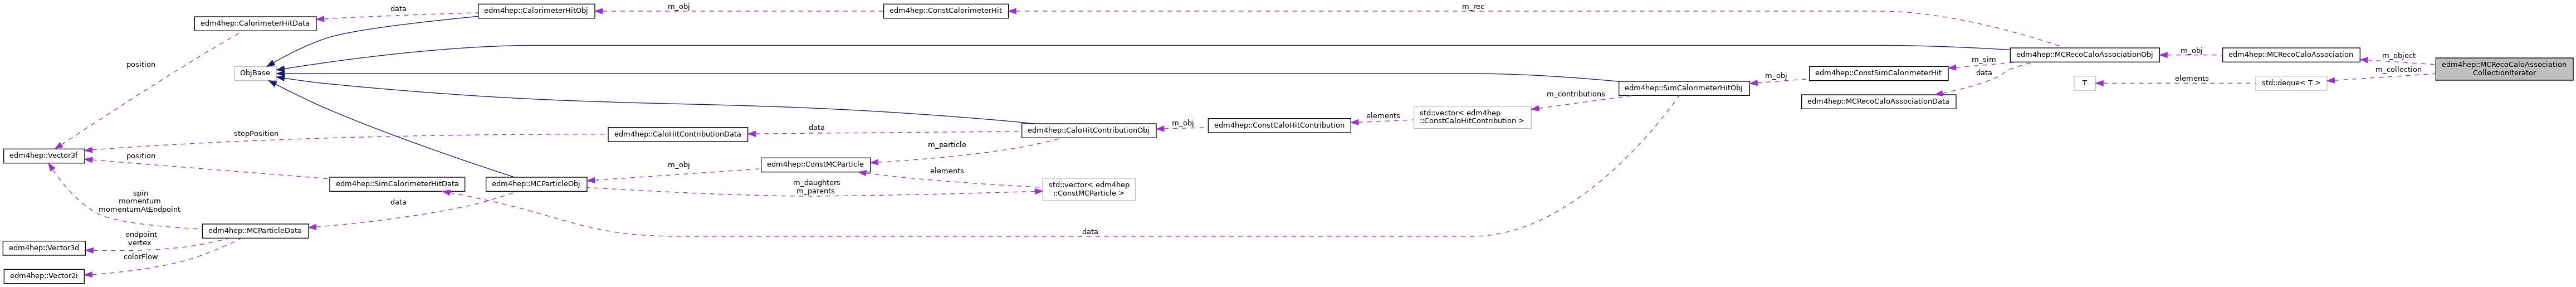 edm4hep::CalorimeterHitData
data
edm4hep::CalorimeterHitObj
m_obj
edm4hep::ConstCalorimeterHit
m_rec
edm4hep::MCRecoCaloAssociationObj
m_obj
edm4hep::MCRecoCaloAssociation
m_object
m_collection
edm4hep::MCRecoCaloAssociation
CollectionIterator
position
ObjBase
edm4hep::ConstSimCalorimeterHit
m_sim
data
m_obj
edm4hep::MCRecoCaloAssociationData
T
elements
std::deque< T >
edm4hep::SimCalorimeterHitObj
m_contributions
std::vector< edm4hep
::ConstCaloHitContribution >
elements
edm4hep::ConstCaloHitContribution
m_obj
edm4hep::CaloHitContributionObj
data
edm4hep::CaloHitContributionData
stepPosition
m_particle
edm4hep::Vector3f
position
edm4hep::ConstMCParticle
m_obj
elements
edm4hep::SimCalorimeterHitData
edm4hep::MCParticleObj
m_daughters
m_parents
std::vector< edm4hep
::ConstMCParticle >
spin
momentum
momentumAtEndpoint
data
edm4hep::MCParticleData
data
endpoint
vertex
edm4hep::Vector3d
colorFlow
edm4hep::Vector2i